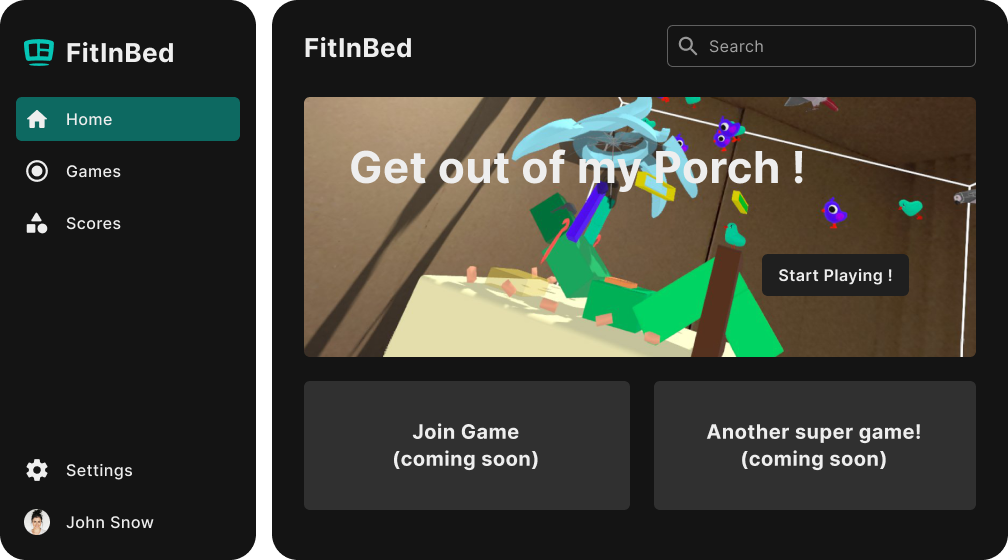 FitInBed
Home
Games
Scores
Settings
John Snow
FitInBed
Search
Get out of my Porch !
Start Playing !
Join Game
(coming soon)
Another super game!
(coming soon)